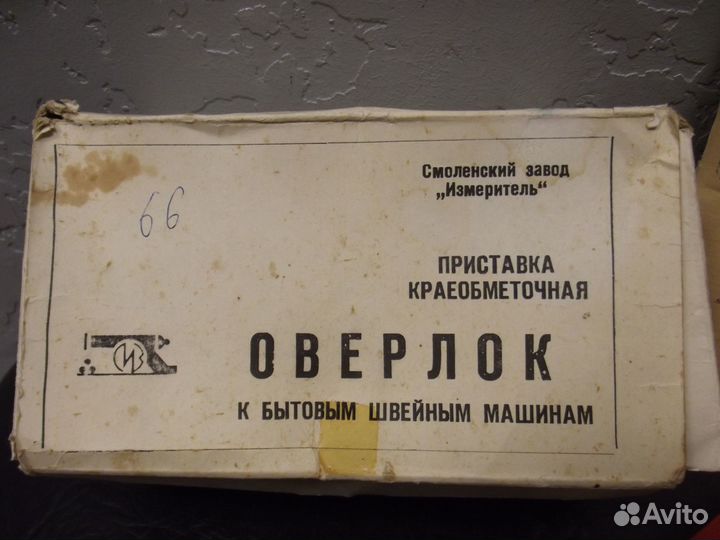 Смоленский завод
„Измеритель“
66
ПРИСТАВКА
КРАЕОБМЕТОЧНАЯ
ОВЕРЛОК
К БЫТОВЫМ ШВЕЙНЫМ МАШИНАМ
Avito